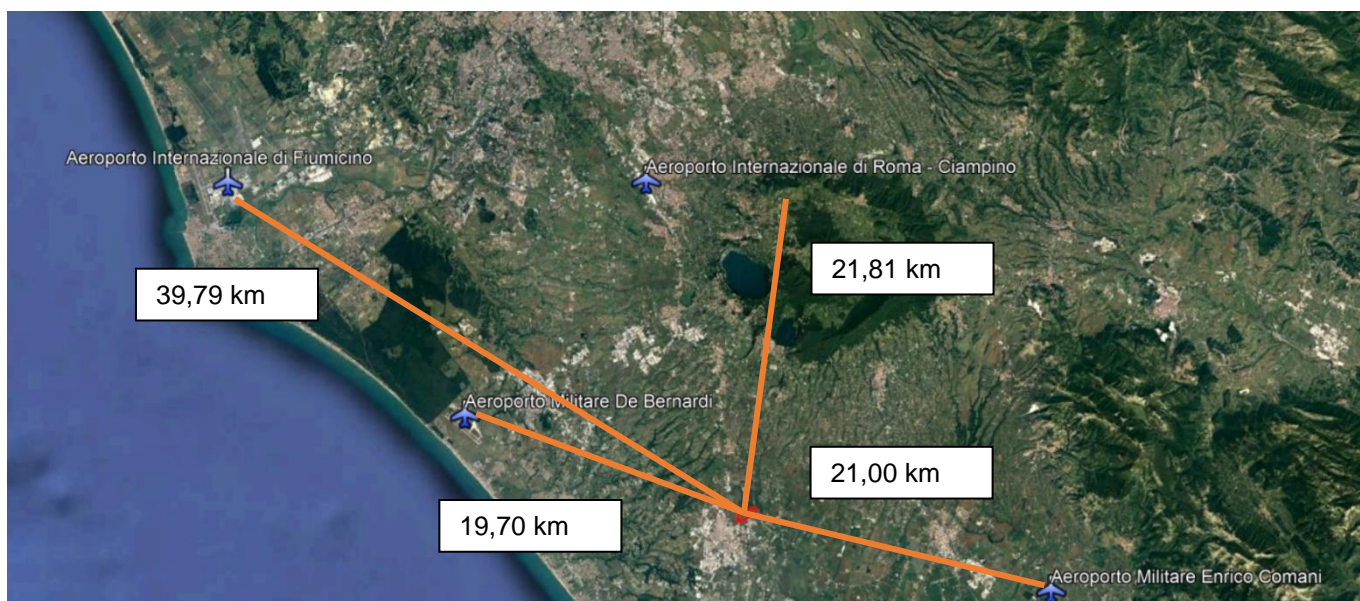 Aeroporto Internazionale di Fiumicino
Aeroporto Internazionale di Roma - Ciampino
21,81 km
39,79 km
Aeroporto Militare De Bernardi
21,00 km
19,70 km
Aeroporto Militare Enrico Comani